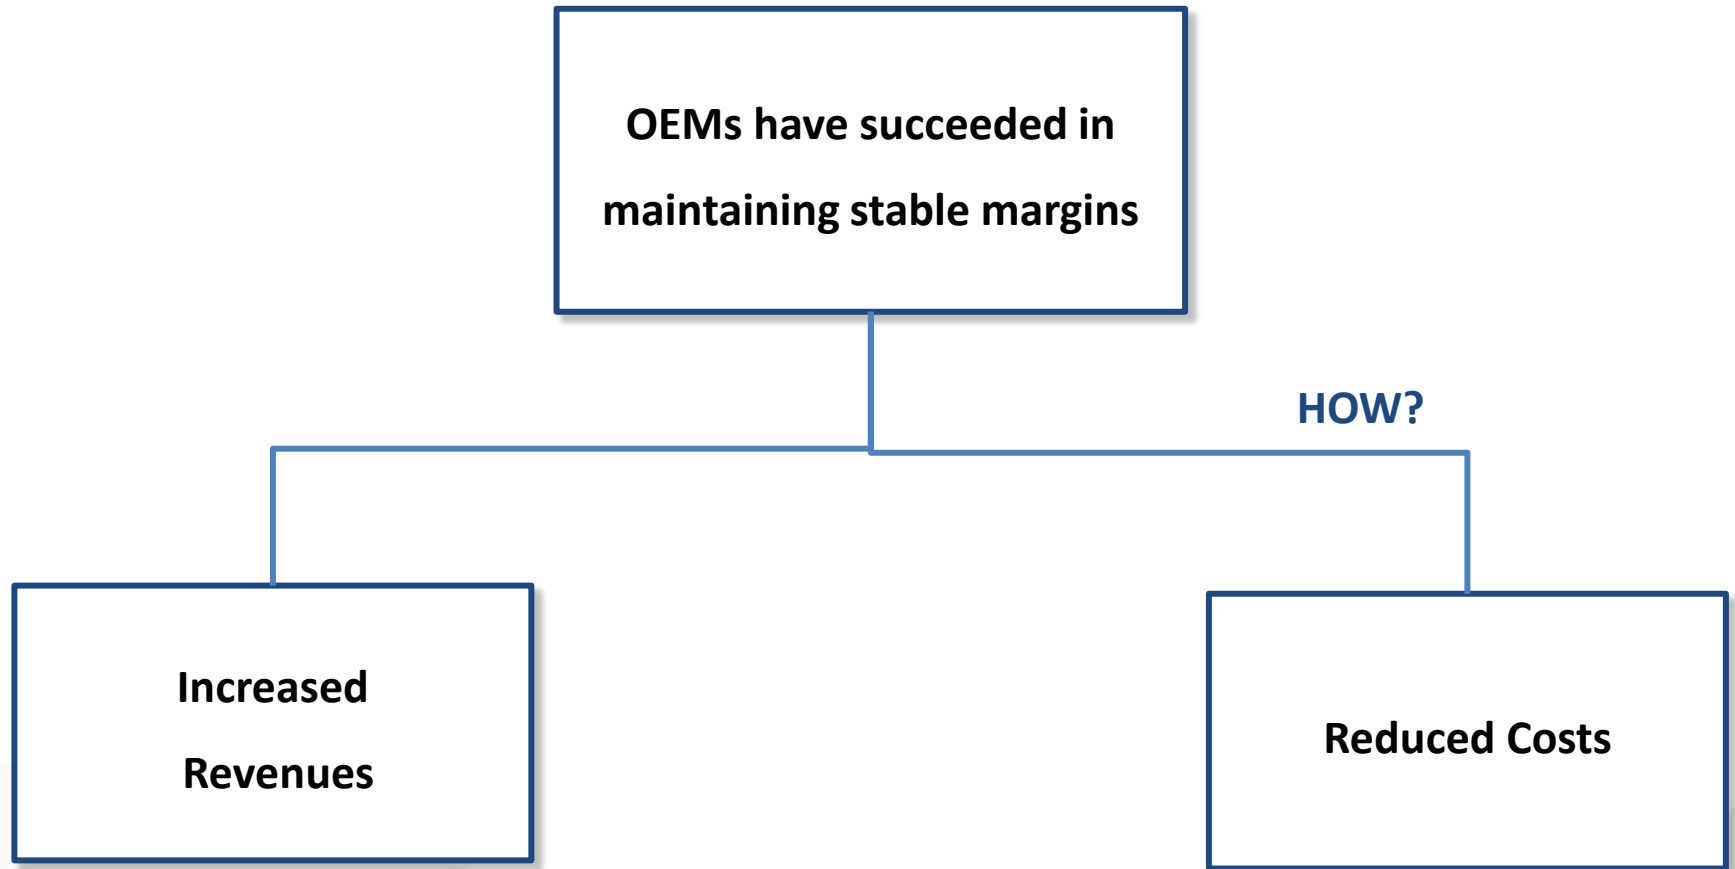 OEMs have succeeded in
maintaining stable margins
HOW?
Increased
Revenues
Reduced Costs